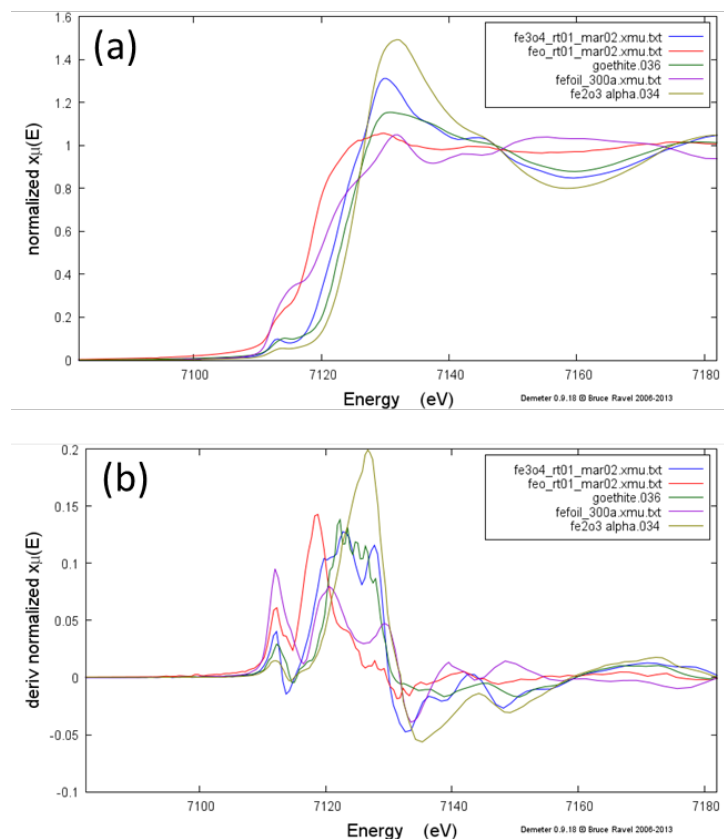 (a)
1.6
1.4
1.2
1
0.8
0.6
0.4
0.2
0
normalized xμ(E)
fe3o4_rt01_mar02.xmu.txt
feo_rt01_mar02.xmu.txt
goethite.036
fefoil_300a.xmu.txt
fe2o3 alpha.034
7100 7120 7140 7160 7180
Energy (eV)
Demeter 0.9.18 © Bruce Ravel 2006-2013
(b)
0.2
0.15
0.1
0.05
0
-0.05
-0.1
deriv normalized xμ(E)
fe3o4_rt01_mar02.xmu.txt
feo_rt01_mar02.xmu.txt
goethite.036
fefoil_300a.xmu.txt
fe2o3 alpha.034
7100 7120 7140 7160 7180
Energy (eV)
Demeter 0.9.18 © Bruce Ravel 2006-2013